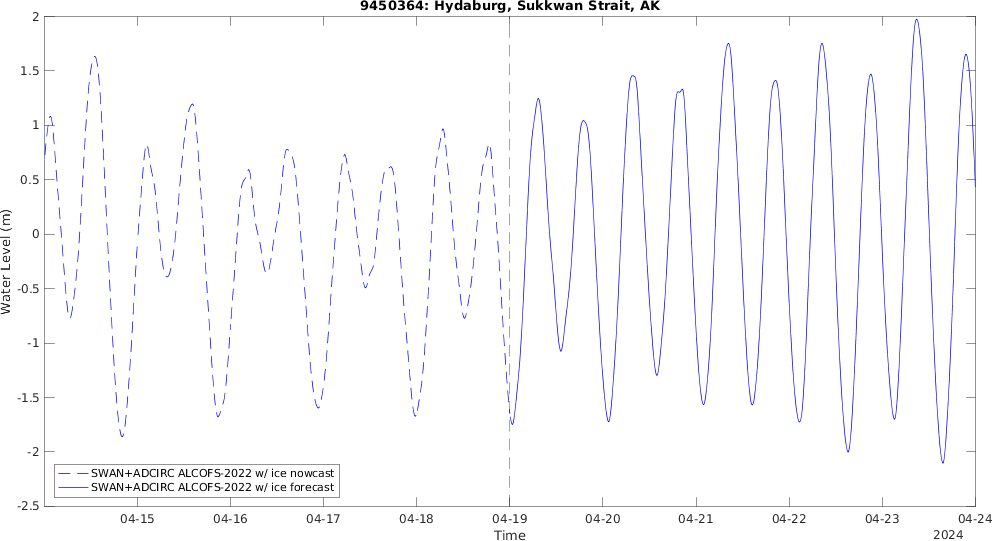 9450364: Hydaburg, Sukkwan Strait, AK
Water Level (m)
2
1.5
1
0.5
0
-0.5
-1
-1.5
-2
-2.5
SWAN+ADCIRC ALCOFS-2022 w/ ice nowcast
SWAN+ADCIRC ALCOFS-2022 w/ ice forecast
04-15 04-16 04-17 04-18 04-19 04-20 04-21 04-22 04-23 04-24
Time
2024